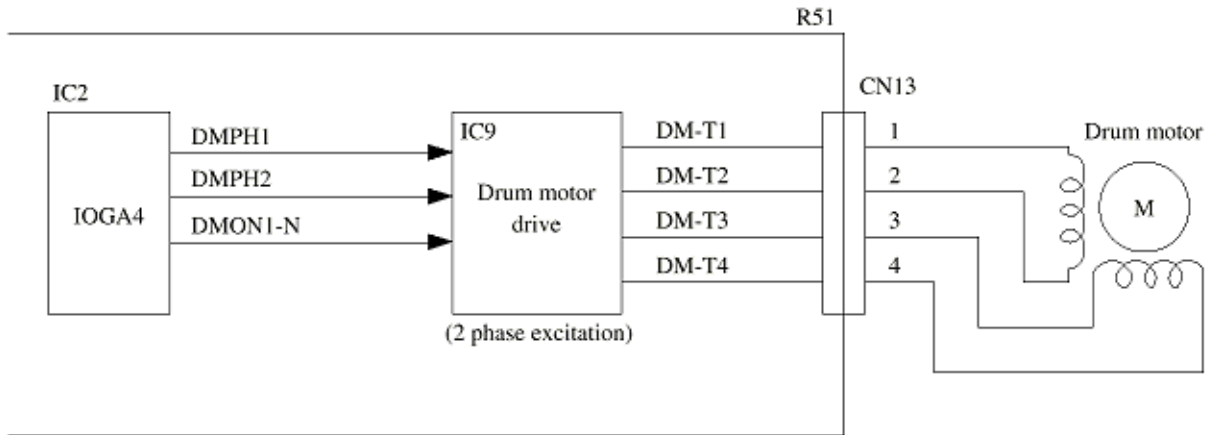 R51
IC2
CN13
IOGA4
DMPH1
DMPH2
DMON1-N
IC9
Drum motor
drive
(2 phase excitation)
DM-T1
DM-T2
DM-T3
DM-T4
1
2
3
4
Drum motor
M